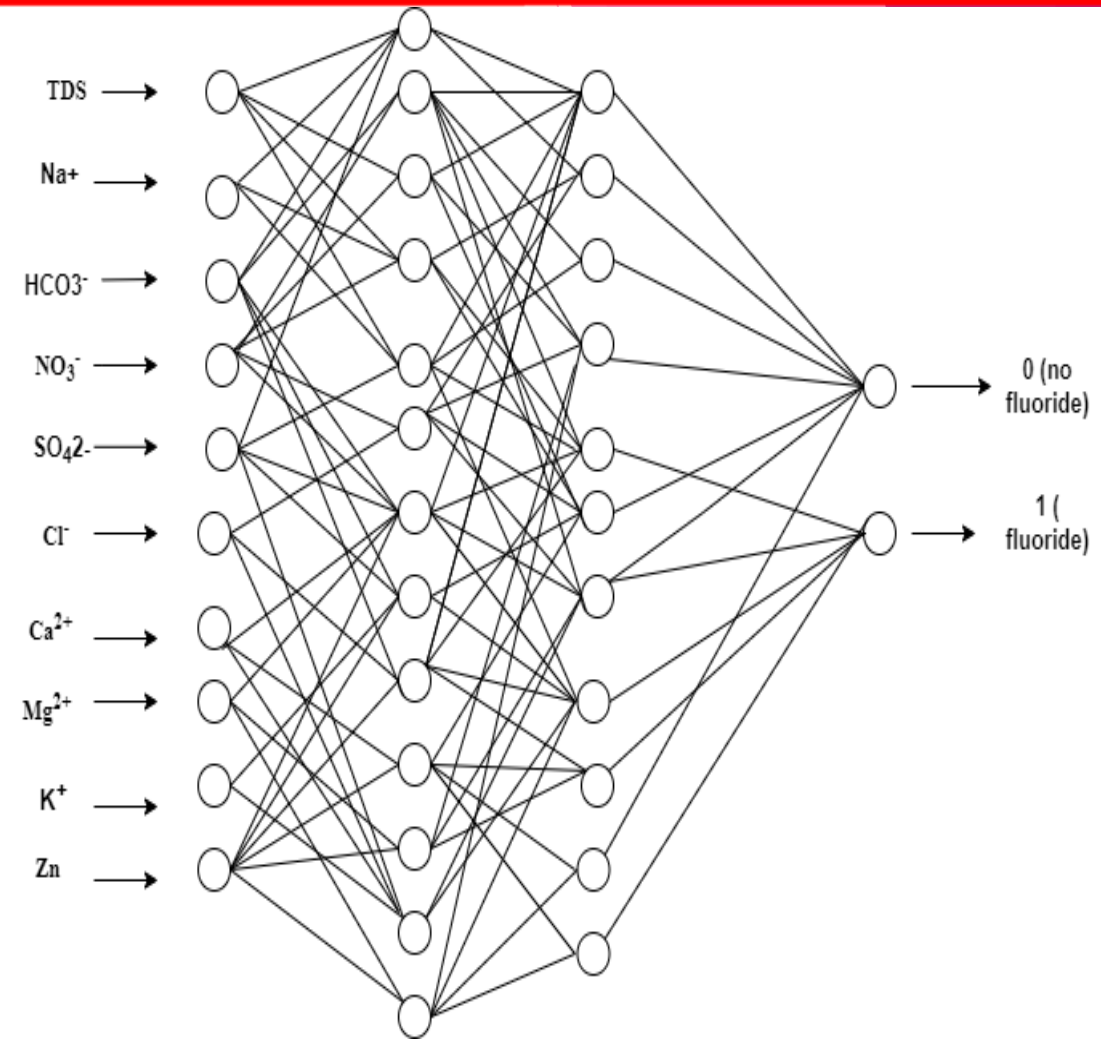 TDS
Na+
HCO3⁻
NO₃⁻
SO₄2-
Cl⁻
Ca²⁺
Mg²⁺
K⁺
Zn
0 (no
fluoride)
1 (
fluoride)